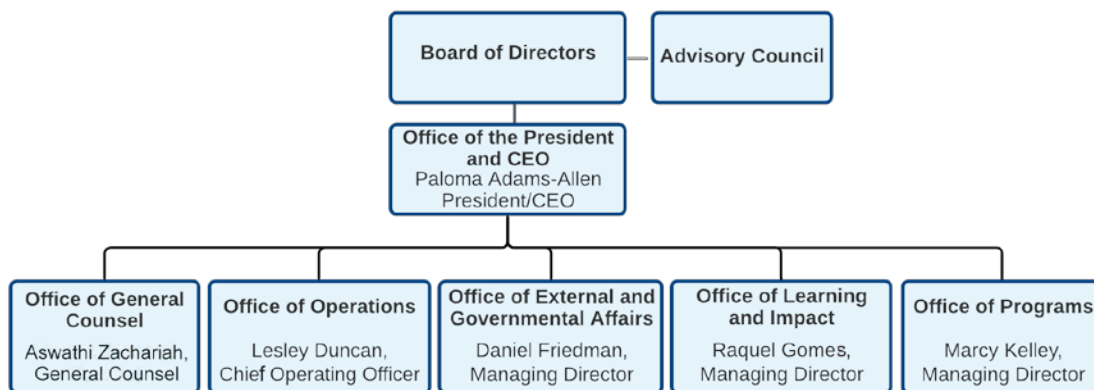 Board of Directors
Advisory Council
Office of the President
and CEO
Paloma Adams-Allen
President/CEO
Office of General
Counsel
Aswathi Zachariah,
General Counsel
Office of Operations
Lesley Duncan,
Chief Operating Officer
Office of External and
Governmental Affairs
Daniel Friedman,
Managing Director
Office of Learning
and Impact
Raquel Gomes,
Managing Director
Office of Programs
Marcy Kelley,
Managing Director